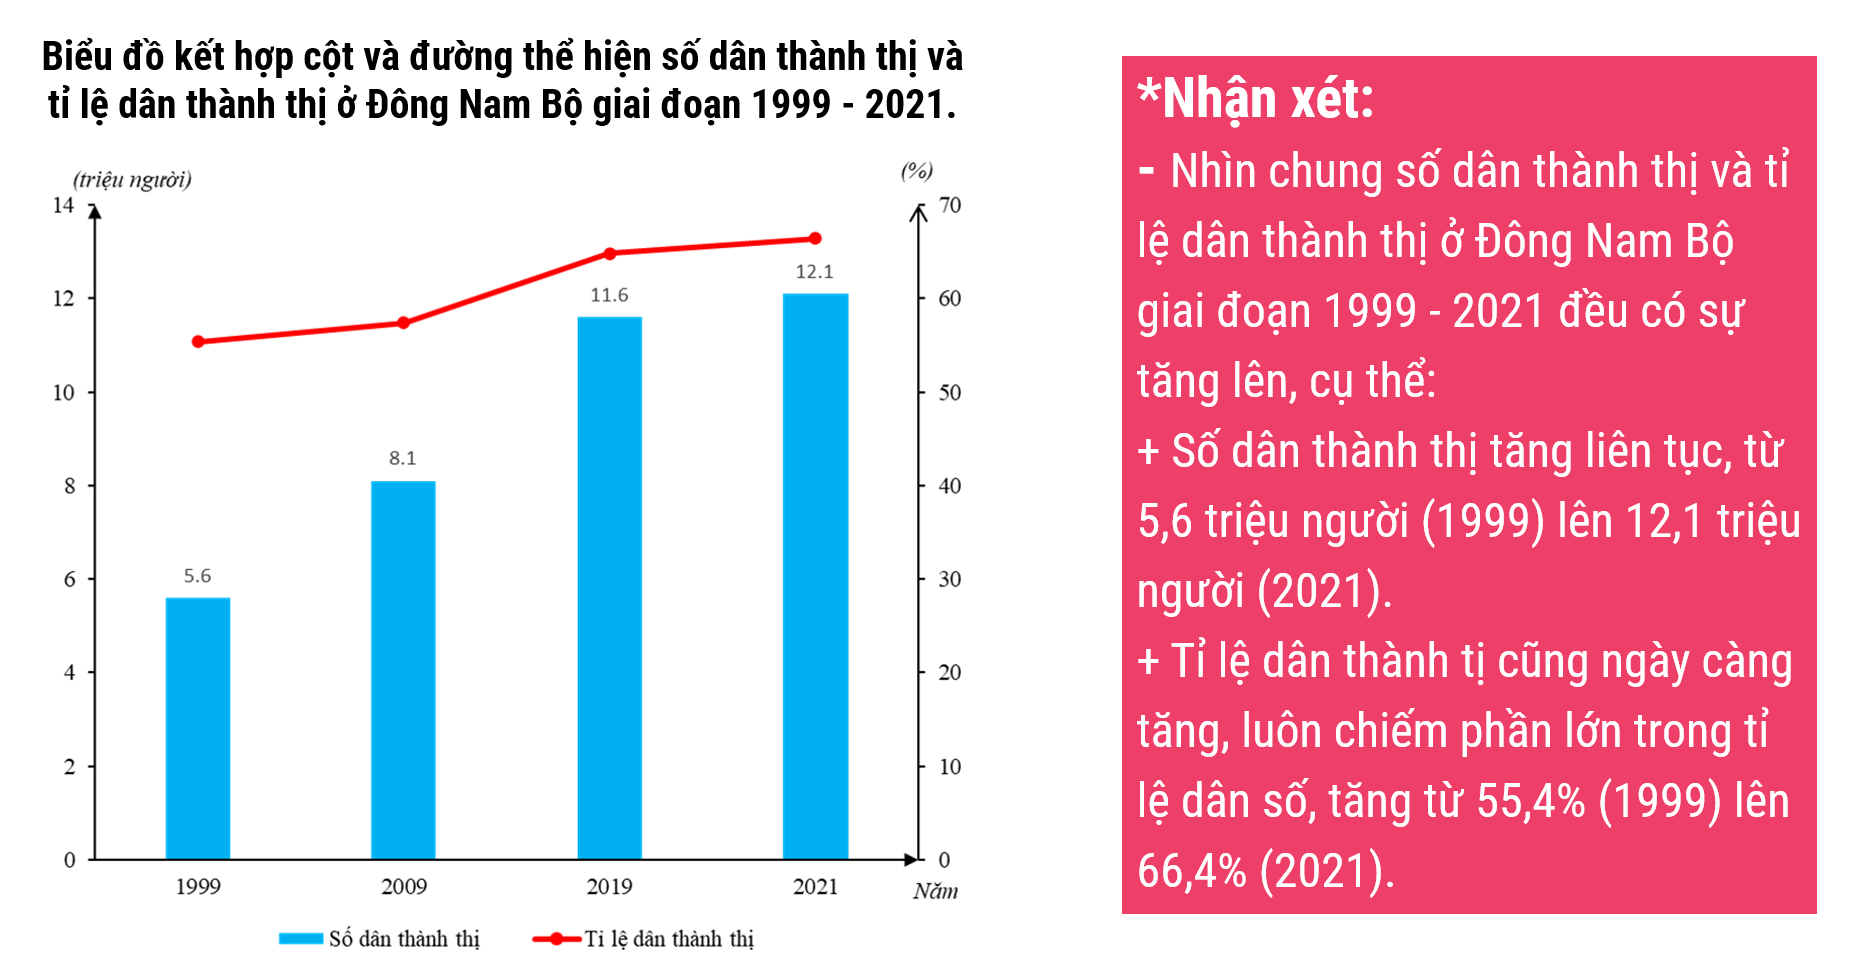 Biểu đồ kết hợp cột và đường thể hiện số dân thành thị và
tỉ lệ dân thành thị ở Đông Nam Bộ giai đoạn 1999 - 2021.
(triệu người)
(%)
14
12
10
8
6
4
2
0
70
60
50
40
30
20
10
0
5.6
8.1
11.6
12.1
1999
2009
2019
2021
Năm
Số dân thành thị
Tỉ lệ dân thành thị
*Nhận xét:
- Nhìn chung số dân thành thị và tỉ
lệ dân thành thị ở Đông Nam Bộ
giai đoạn 1999 - 2021 đều có sự
tăng lên, cụ thể:
+ Số dân thành thị tăng liên tục, từ
5,6 triệu người (1999) lên 12,1 triệu
người (2021).
+ Tỉ lệ dân thành tị cũng ngày càng
tăng, luôn chiếm phần lớn trong tỉ
lệ dân số, tăng từ 55,4% (1999) lên
66,4% (2021).